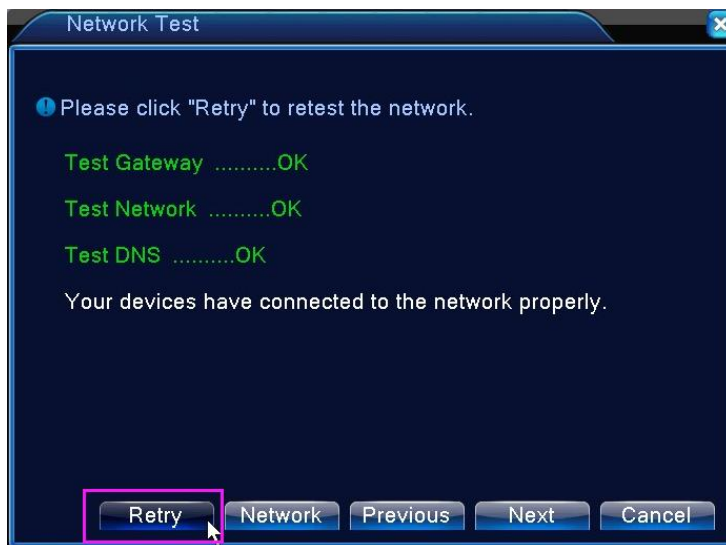 Network Test
Please click "Retry" to retest the network.
Test Gateway ..........OK
Test Network ..........OK
Test DNS ..........OK
Your devices have connected to the network properly.
Retry Network Previous Next Cancel